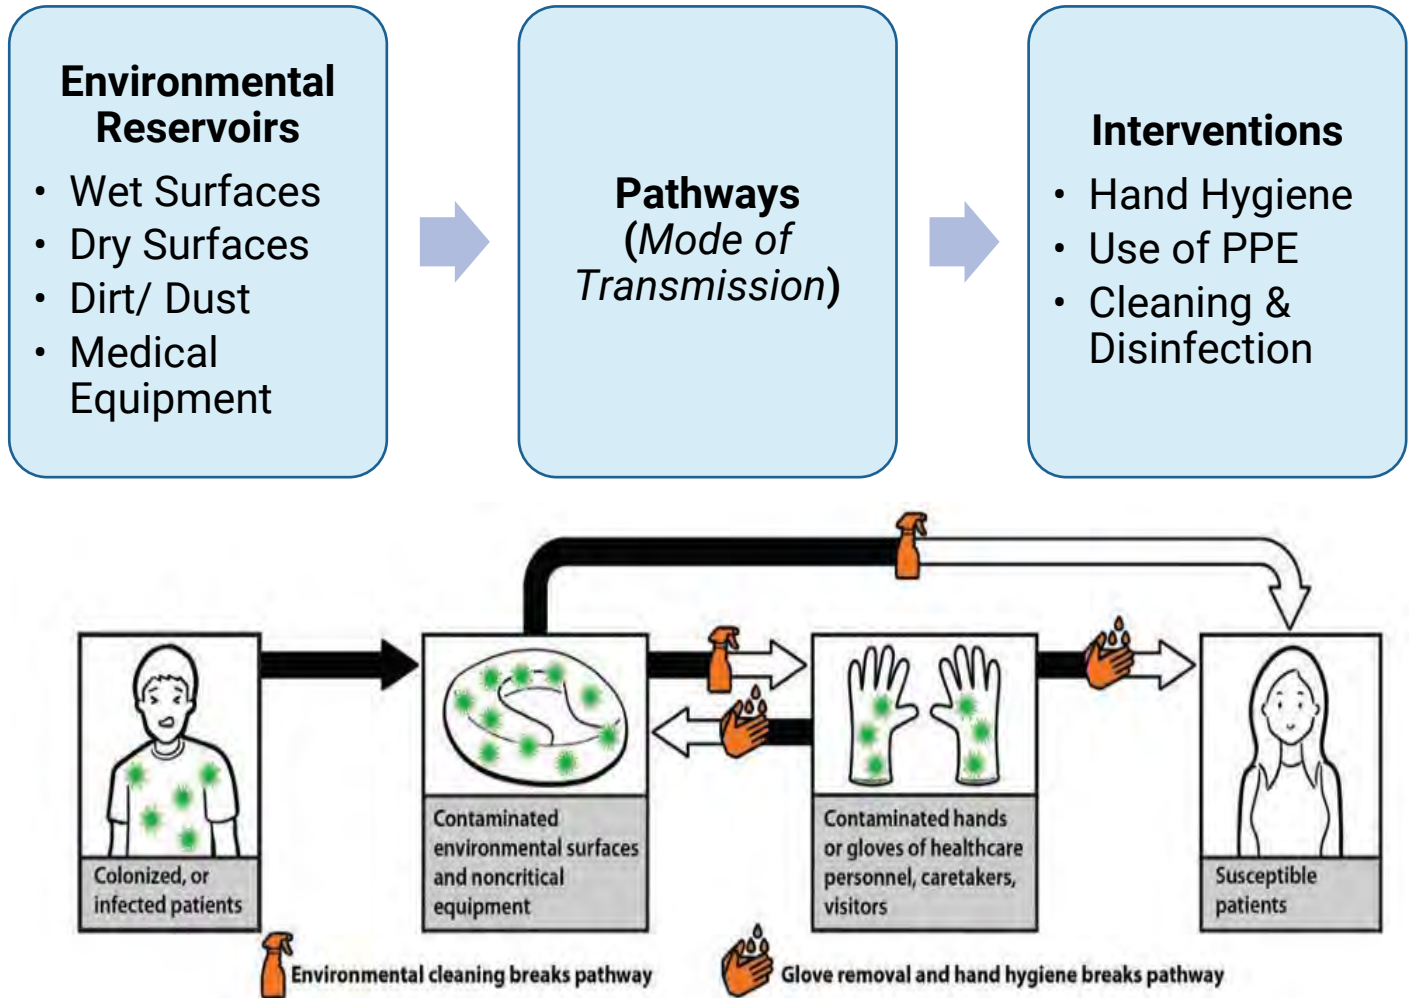 Environmental
Reservoirs
• Wet Surfaces
• Dry Surfaces
• Dirt/ Dust
• Medical
Equipment
Pathways
(Mode of
Transmission)
Interventions
• Hand Hygiene
• Use of PPE
• Cleaning &
Disinfection
Colonized, or
infected patients
Contaminated
environmental surfaces
and noncritical
equipment
Contaminated hands
or gloves of healthcare
personnel, caretakers,
visitors
Susceptible
patients
Environmental cleaning breaks pathway
Glove removal and hand hygiene breaks pathway